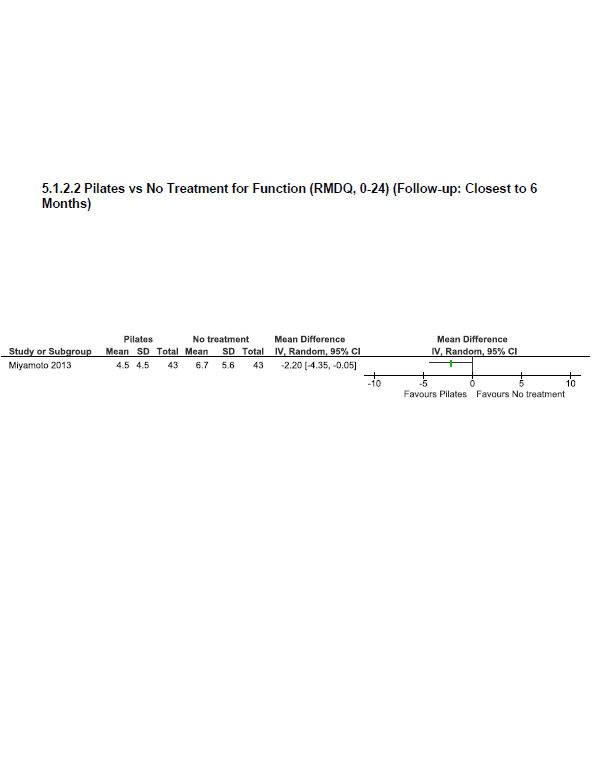 5.1.2.2 Pilates vs No Treatment for Function (RMDQ, 0-24) (Follow-up: Closest to 6
Months)
Pilates No treatment Mean Difference Mean Difference
Study or Subgroup Mean SD Total Mean SD Total IV, Random, 95% CI IV, Random, 95% CI
Miyamoto 2013 4.5 4.5 43 6.7 5.6 43 -2.20 [-4.35, -0.05]
-10 -5 0 5 10
Favours Pilates Favours No treatment